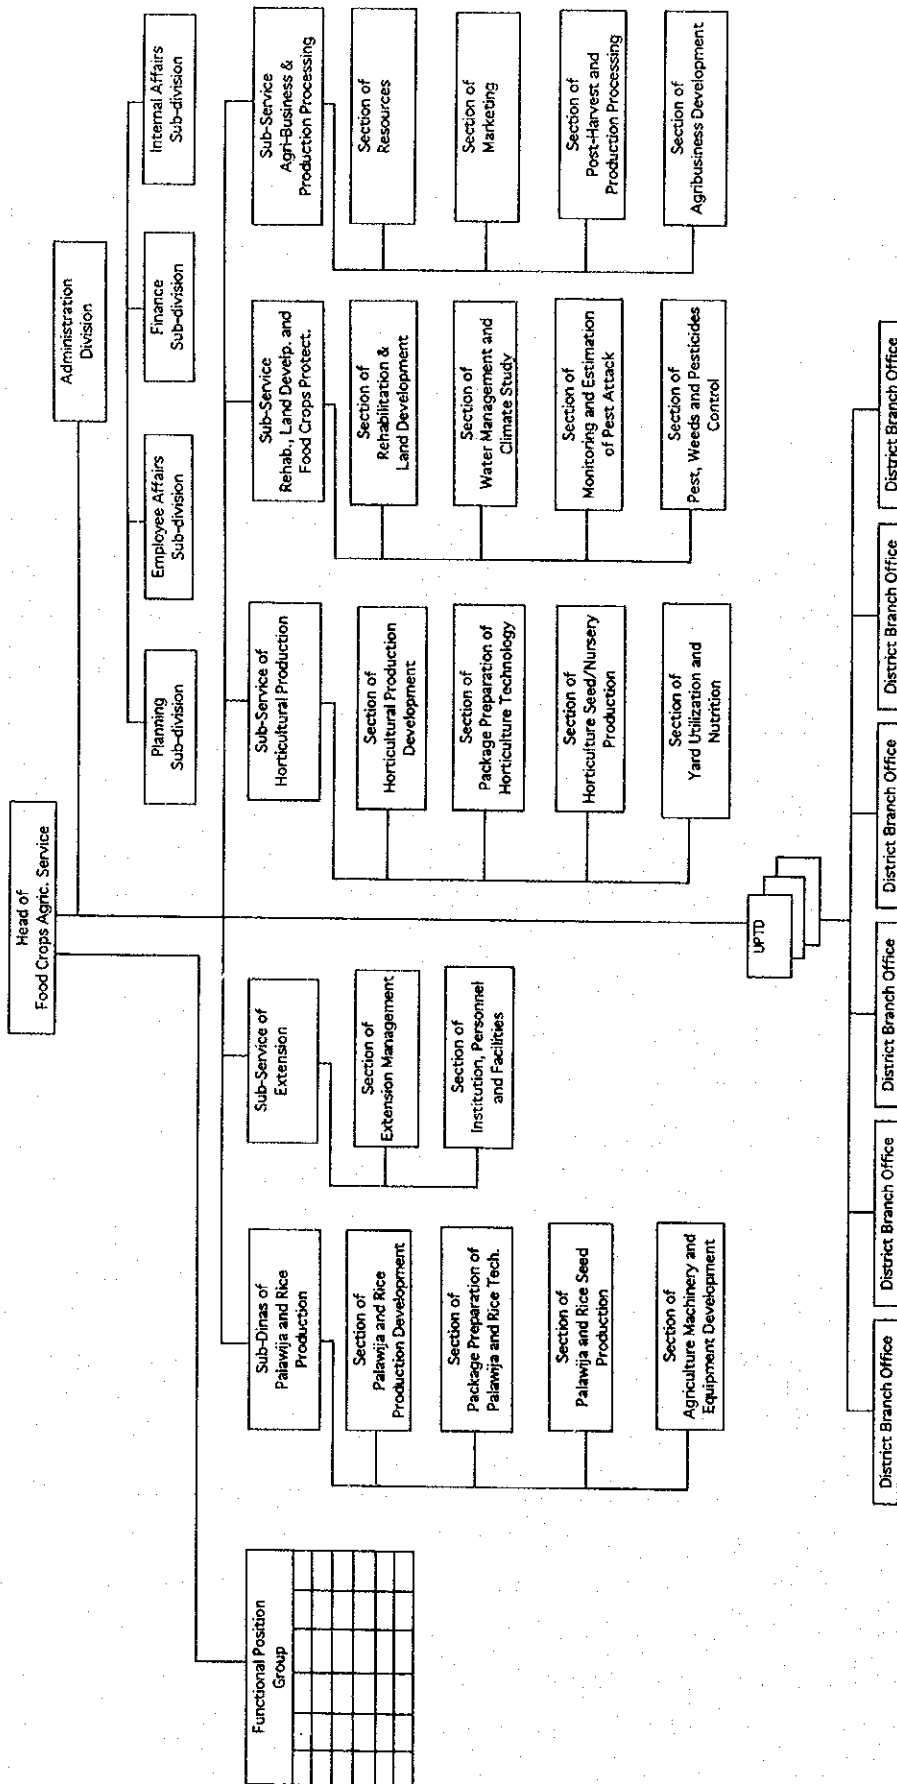 Head of
Food Crops Agric. Service
Administration
Division
Planning
Sub-division
Employee Affairs
Sub-division
Finance
Sub-division
Internal Affairs
Sub-division
Functional Position
Group
Sub-Dinas of
Palawija and Rice
Production
Section of
Palawija and Rice
Production Development
Section of
Package Preparation of
Palawija and Rice Tech.
Section of
Palawija and Rice Seed
Production
Section of
Agriculture Machinery and
Equipment Development
Sub-Service of
Extension
Section of
Extension Management
Section of
Institution, Personnel
and Facilities
Sub-Service of
Horticultural Production
Section of
Horticultural Production
Development
Section of
Package Preparation of
Horticulture Technology
Section of
Horticulture Seed/Nursery
Production
Section of
Yard Utilization and
Nutrition
Sub-Service
Rehab., Land Develp. and
Food Crops Protect.
Section of
Rehabilitation &
Land Development
Section of
Water Management and
Climate Study
Section of
Monitoring and Estimation
of Pest Attack
Section of
Pest, Weeds and Pesticides
Control
Sub-Service
Agri-Business &
Production Processing
Section of
Resources
Section of
Marketing
Section of
Post-Harvest and
Production Processing
Section of
Agribusiness Development
UPTD
District Branch Office
District Branch Office
District Branch Office
District Branch Office
District Branch Office
District Branch Office